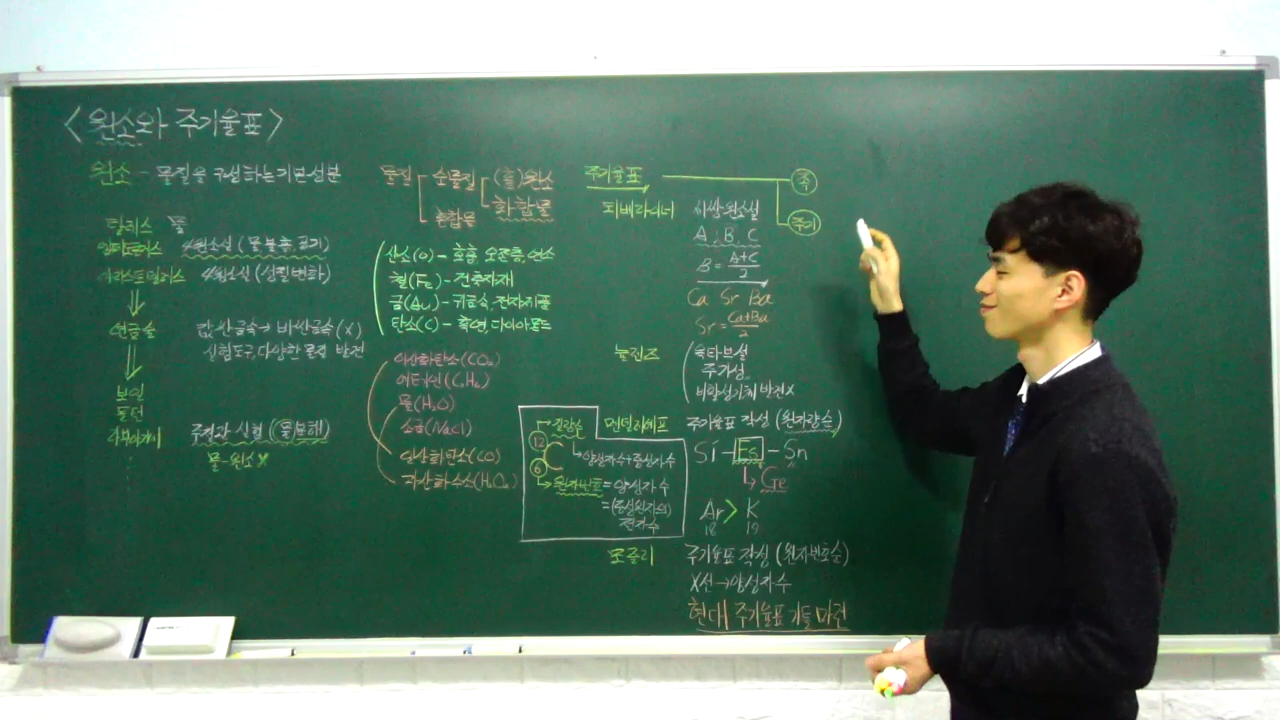 <원소와 주기율표>
원소 - 물질을 구성하는 기본성분
탈레스 물
엠페도클레스 4원소설 (물, 불, 흙, 공기)
아리스토텔레스 4원소설 (성질변화)
연금술 값싼금속→비싼금속(X)
실험도구, 다양한 물질 발견
보일
돌턴
라부아지에 주전관 실험 (물분해!)
물-원소X
물질
순물질
(홑)원소
화합물
혼합물
산소(O) - 호흡, 오존층, 연소
철(Fe) - 건축자재
금(Au) - 귀금속, 전자제품
탄소(C) - 흑연, 다이아몬드
이산화탄소(CO₂)
물(H₂O)
소금(NaCl)
일산화탄소(CO)
과산화수소(H₂O₂)
주기율표
족
주기
되베라이너 세쌍원소설
A, B, C
B = A+C/2
Ca Sr Ba
Sr = Ca+Ba/2
뉴랜즈 옥타브설
주기성
비활성기체 발견X
멘델레예프 주기율표 작성 (원자량순)
Si - Es - Sn
Ge
Ar > K
18 19
질량수
12
C
양성자수+중성자수
6
원자번호 = 양성자수
= (중성원자의)
전자수
모즐리 주기율표 작성 (원자번호순)
X선→양성자수
현대 주기율표 기틀 마련